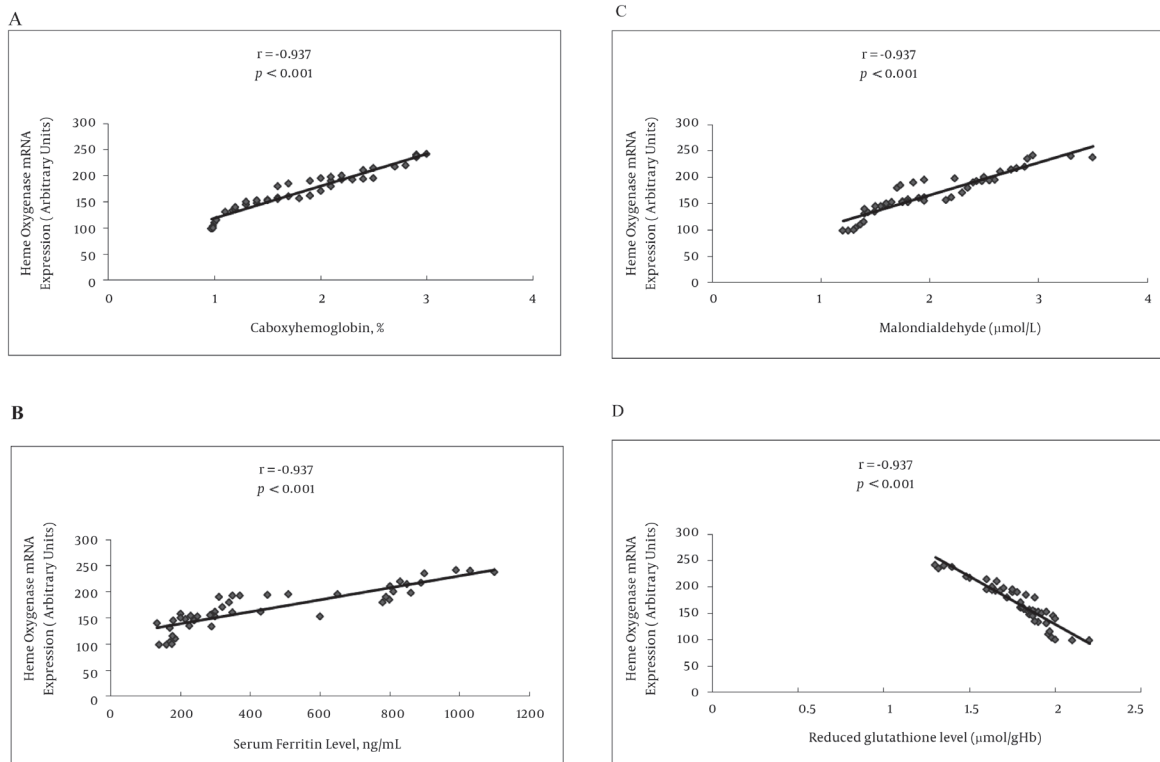 A
r = -0.937
p < 0.001
Heme Oxygenase mRNA
Expression ( Arbitrary Units)
300
250
200
150
100
50
0
0 1 2 3 4
Caboxyhemoglobin, %
B
r = -0.937
p < 0.001
Heme Oxygenase mRNA
Expression ( Arbitrary Units)
300
250
200
150
100
50
0
0 200 400 600 800 1000 1200
Serum Ferritin Level, ng/mL
C
r = -0.937
p < 0.001
Heme Oxygenase mRNA
Expression ( Arbitrary Units)
300
250
200
150
100
50
0
0 1 2 3 4
Malondialdehyde (μmol/L)
D
r = -0.937
p < 0.001
Heme Oxygenase mRNA
Expression ( Arbitrary Units)
300
250
200
150
100
50
0
0 0.5 1 1.5 2 2.5
Reduced glutathione level (μmol/gHb)